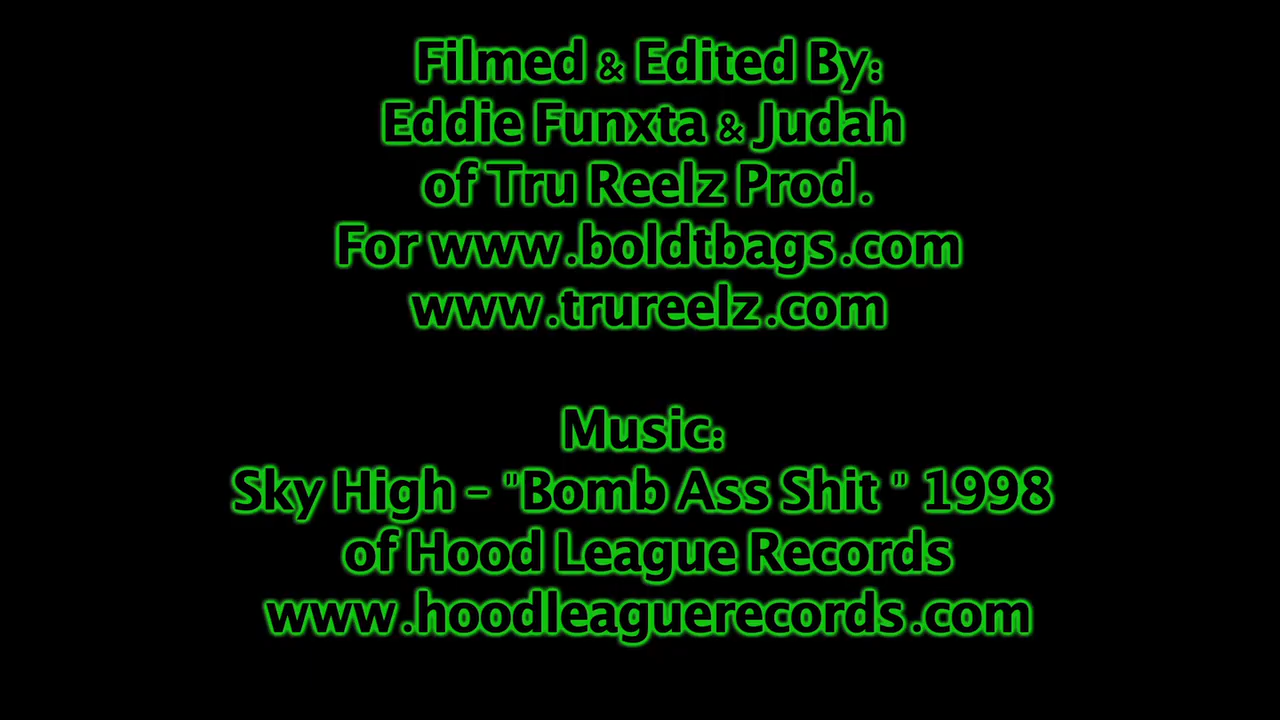 Filmed & Edited By:
Eddie Funxta & Judah
of Tru Reelz Prod.
For www.boldtbags.com
www.trureelz.com
Music:
Sky High - "Bomb Ass Shit " 1998
of Hood League Records
www.hoodleaguerecords.com